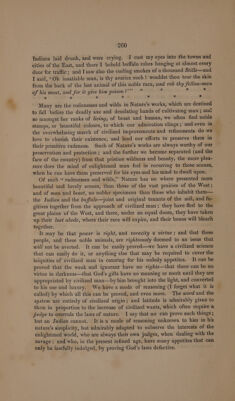 260
Indians laid drunk, and were crying. I cast my eyes into the towns and
cities of the East, and there I beheld buffalo robes hanging at almost every
door for traffic; and I saw also the curling smokes of a thousand Stills—and
I said, "Oh insatiable man, is thy avarice such! wouldst thou tear the skin
from the back of the last animal of this noble race, and rob thy fellow-man
of his meat, and for it give him poison!" * * * *
* * * * * * *
Many are the rudenesses and wilds in Nature's works, which are destined
to fall before the deadly axe and desolating hands of cultivating man; and
so amongst her ranks of living, of beast and human, we often find noble
stamps, or beautiful colours, to which our admiration clings; and even in
the overwhelming march of civilized improvements and refinements do we
love to cherish their existence, and lend our efforts to preserve them in
their primitive rudeness. Such of Nature's works are always worthy of our
preservation and protection; and the further we become separated (and the
face of the country) from that pristine wildness and beauty, the more plea-
sure does the mind of enlightened man feel in recurring to those scenes,
when he can have them preserved for his eyes and his mind to dwell upon.
Of such "rudenesses and wilds," Nature has no where presented more
beautiful and lovely scenes, than those of the vast prairies of the West;
and of man and beast, no nobler specimens than those who inhabit them—
the Indian and the buffalo—joint and original tenants of the soil, and fu-
gitives together from the approach of civilized man; they have fled to the
great plains of the West, and there, under an equal doom, they have taken
up their last abode, where their race will expire, and their bones will bleach
together.
It may be that power is right, and voracity a virtue; and that these
people, and these noble animals, are righteously doomed to an issue that
will not be averted. It can be easily proved—we have a civilized science
that can easily do it, or anything else that may be required to cover the
iniquities of civilized man in catering for his unholy appetites. It can be
proved that the weak and ignorant have no rights—that there can be no
virtue in darkness—that God's gifts have no meaning or merit until they are
appropriated by civilized man—by him brought into the light, and converted
to his use and luxury. We have a mode of reasoning (I forget what it is
called) by which all this can be proved, and even more. The word and the
system are entirely of civilized origin; and latitude is admirably given to
them in proportion to the increase of civilized wants, which often require a
judge to overrule the laws of nature. I say that we can prove such things;
but an Indian cannot. It is a mode of reasoning unknown to him in his
nature's simplicity, but admirably adapted to subserve the interests of the
enlightened world, who are always their own judges, when dealing with the
savage; and who, in the present refined age, have many appetites that can
only be lawfully indulged, by proving God's laws defective.